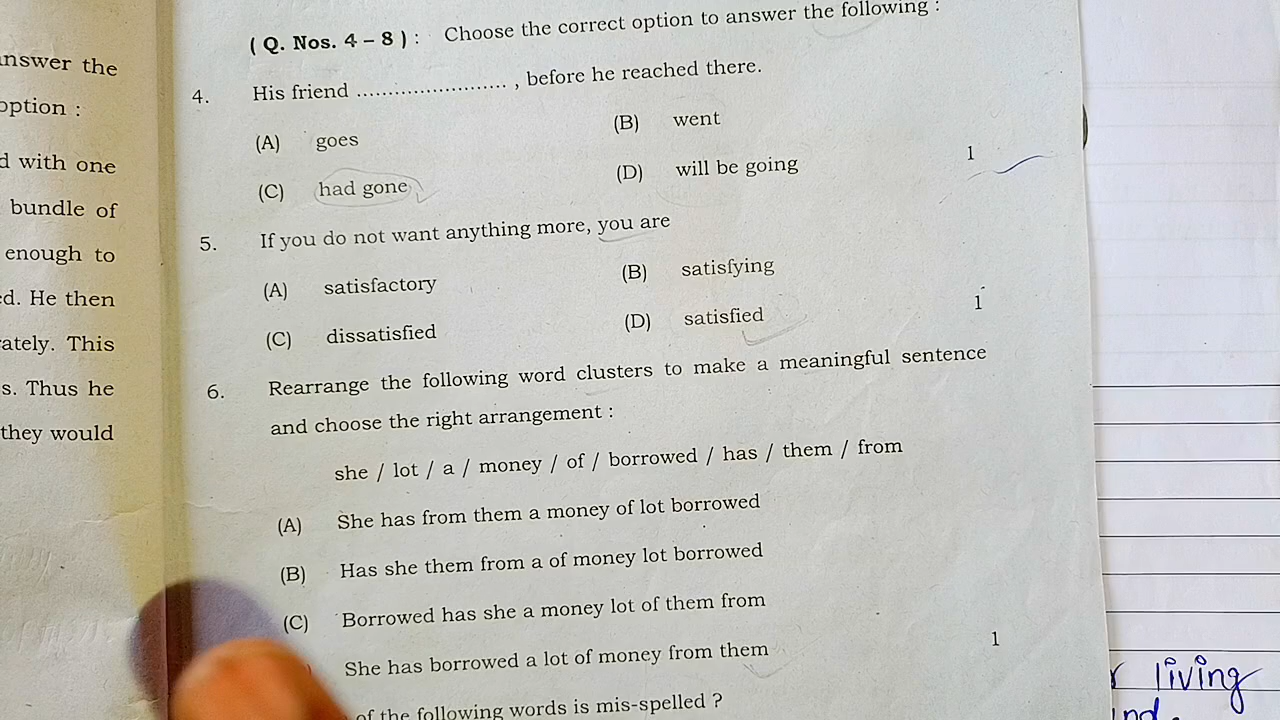 nswer the
option :
d with one
bundle of
enough to
ed. He then
rately. This
s. Thus he
they would
( Q. Nos. 4 – 8 ) : Choose the correct option to answer the following :
4. His friend ........................ , before he reached there.
(A) goes (B) went
(C) had gone (D) will be going 1
5. If you do not want anything more, you are
(A) satisfactory (B) satisfying
(C) dissatisfied (D) satisfied 1
6. Rearrange the following word clusters to make a meaningful sentence
and choose the right arrangement :
she / lot / a / money / of / borrowed / has / them / from
(A) She has from them a money of lot borrowed
(B) Has she them from a of money lot borrowed
(C) Borrowed has she a money lot of them from
She has borrowed a lot of money from them 1
of the following words is mis-spelled ?
living